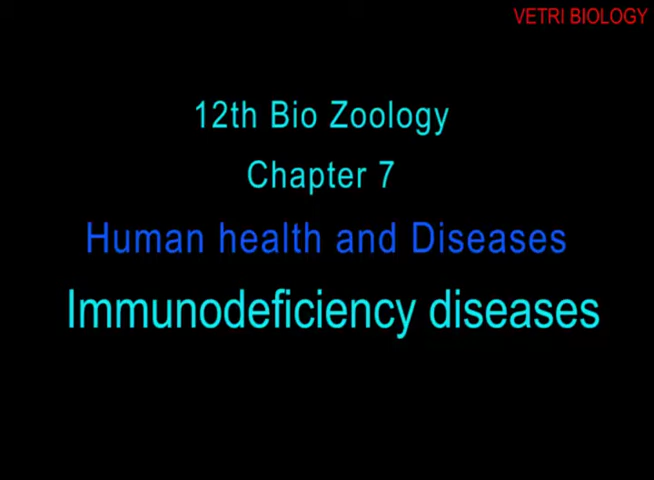 VETRI BIOLOGY
12th Bio Zoology
Chapter 7
Human health and Diseases
Immunodeficiency diseases